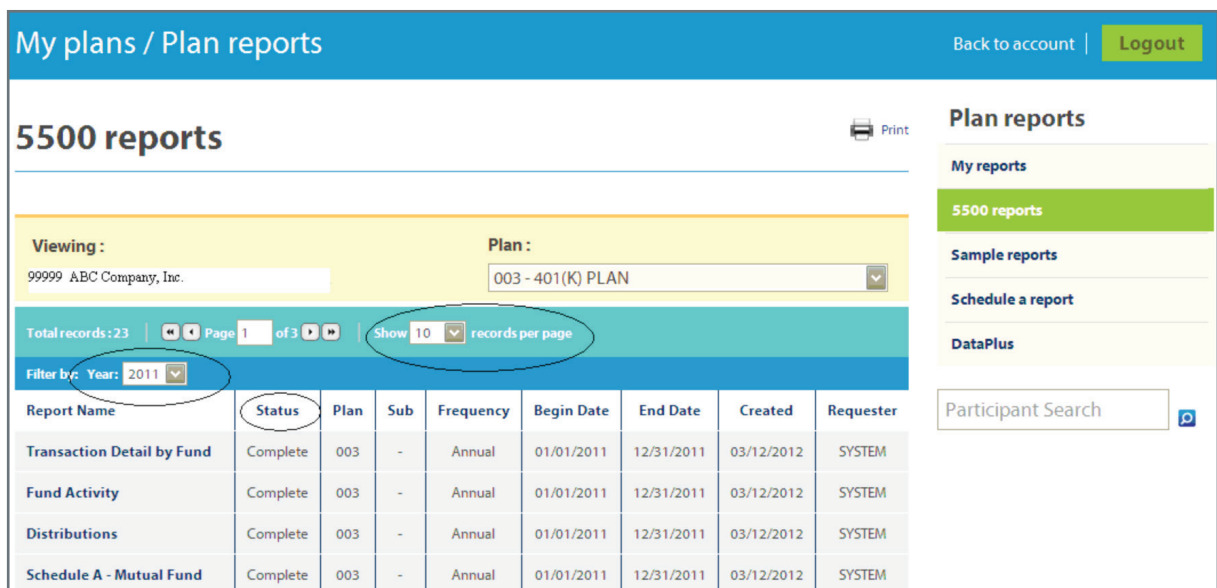 My plans / Plan reports
Back to account | Logout
5500 reports
Print
Viewing :
99999 ABC Company, Inc.
Plan :
003 - 401(K) PLAN
Total records : 23 | Page 1 of 3 | Show 10 records per page
Filter by: Year: 2011
Report Name Status Plan Sub Frequency Begin Date End Date Created Requester
Transaction Detail by Fund Complete 003 - Annual 01/01/2011 12/31/2011 03/12/2012 SYSTEM
Fund Activity Complete 003 - Annual 01/01/2011 12/31/2011 03/12/2012 SYSTEM
Distributions Complete 003 - Annual 01/01/2011 12/31/2011 03/12/2012 SYSTEM
Schedule A - Mutual Fund Complete 003 - Annual 01/01/2011 12/31/2011 03/12/2012 SYSTEM
Plan reports
My reports
5500 reports
Sample reports
Schedule a report
DataPlus
Participant Search